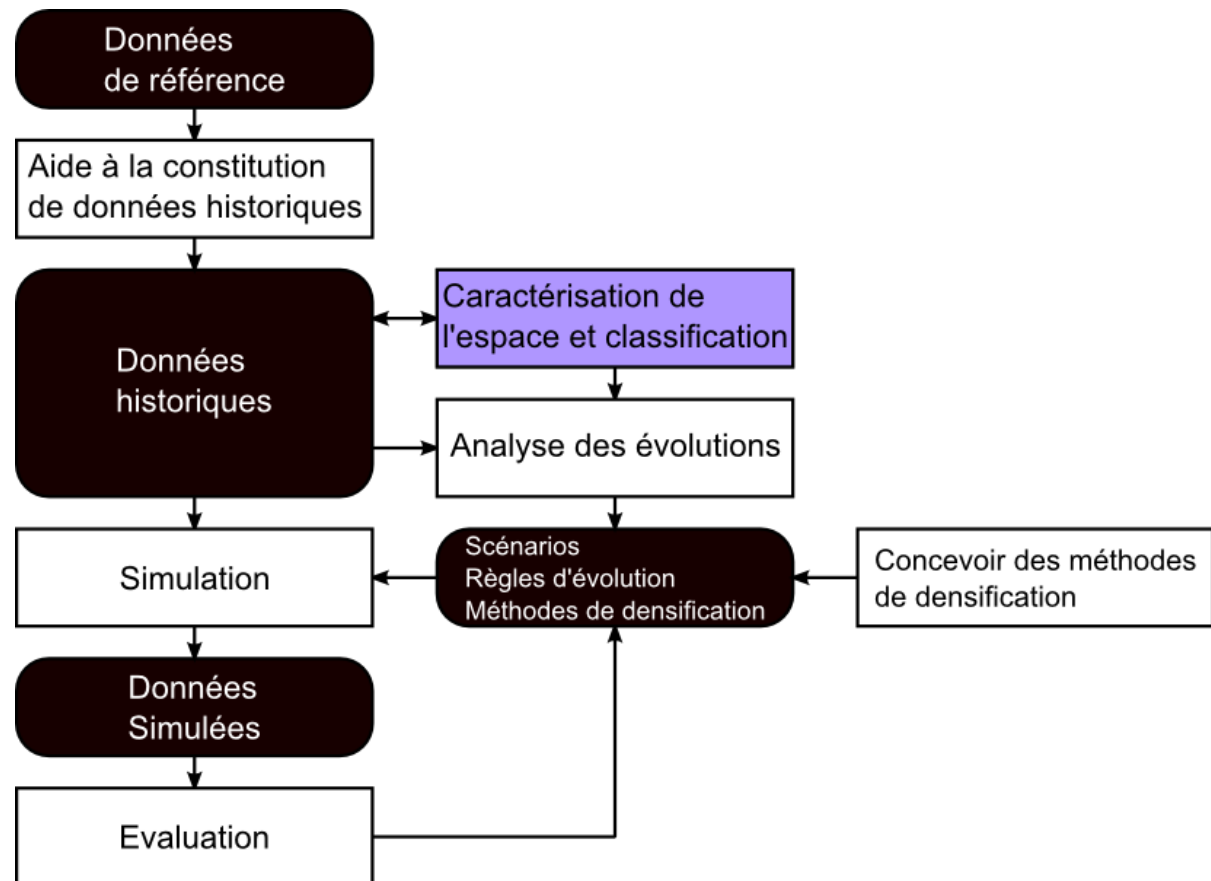 Données
de référence
Aide à la constitution
de données historiques
Données
historiques
Caractérisation de
l'espace et classification
Analyse des évolutions
Simulation
Scénarios
Règles d'évolution
Méthodes de densification
Concevoir des méthodes
de densification
Données
Simulées
Evaluation